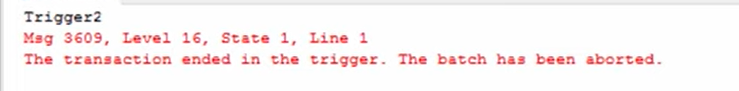 Trigger2
Msg 3609, Level 16, State 1, Line 1
The transaction ended in the trigger. The batch has been aborted.